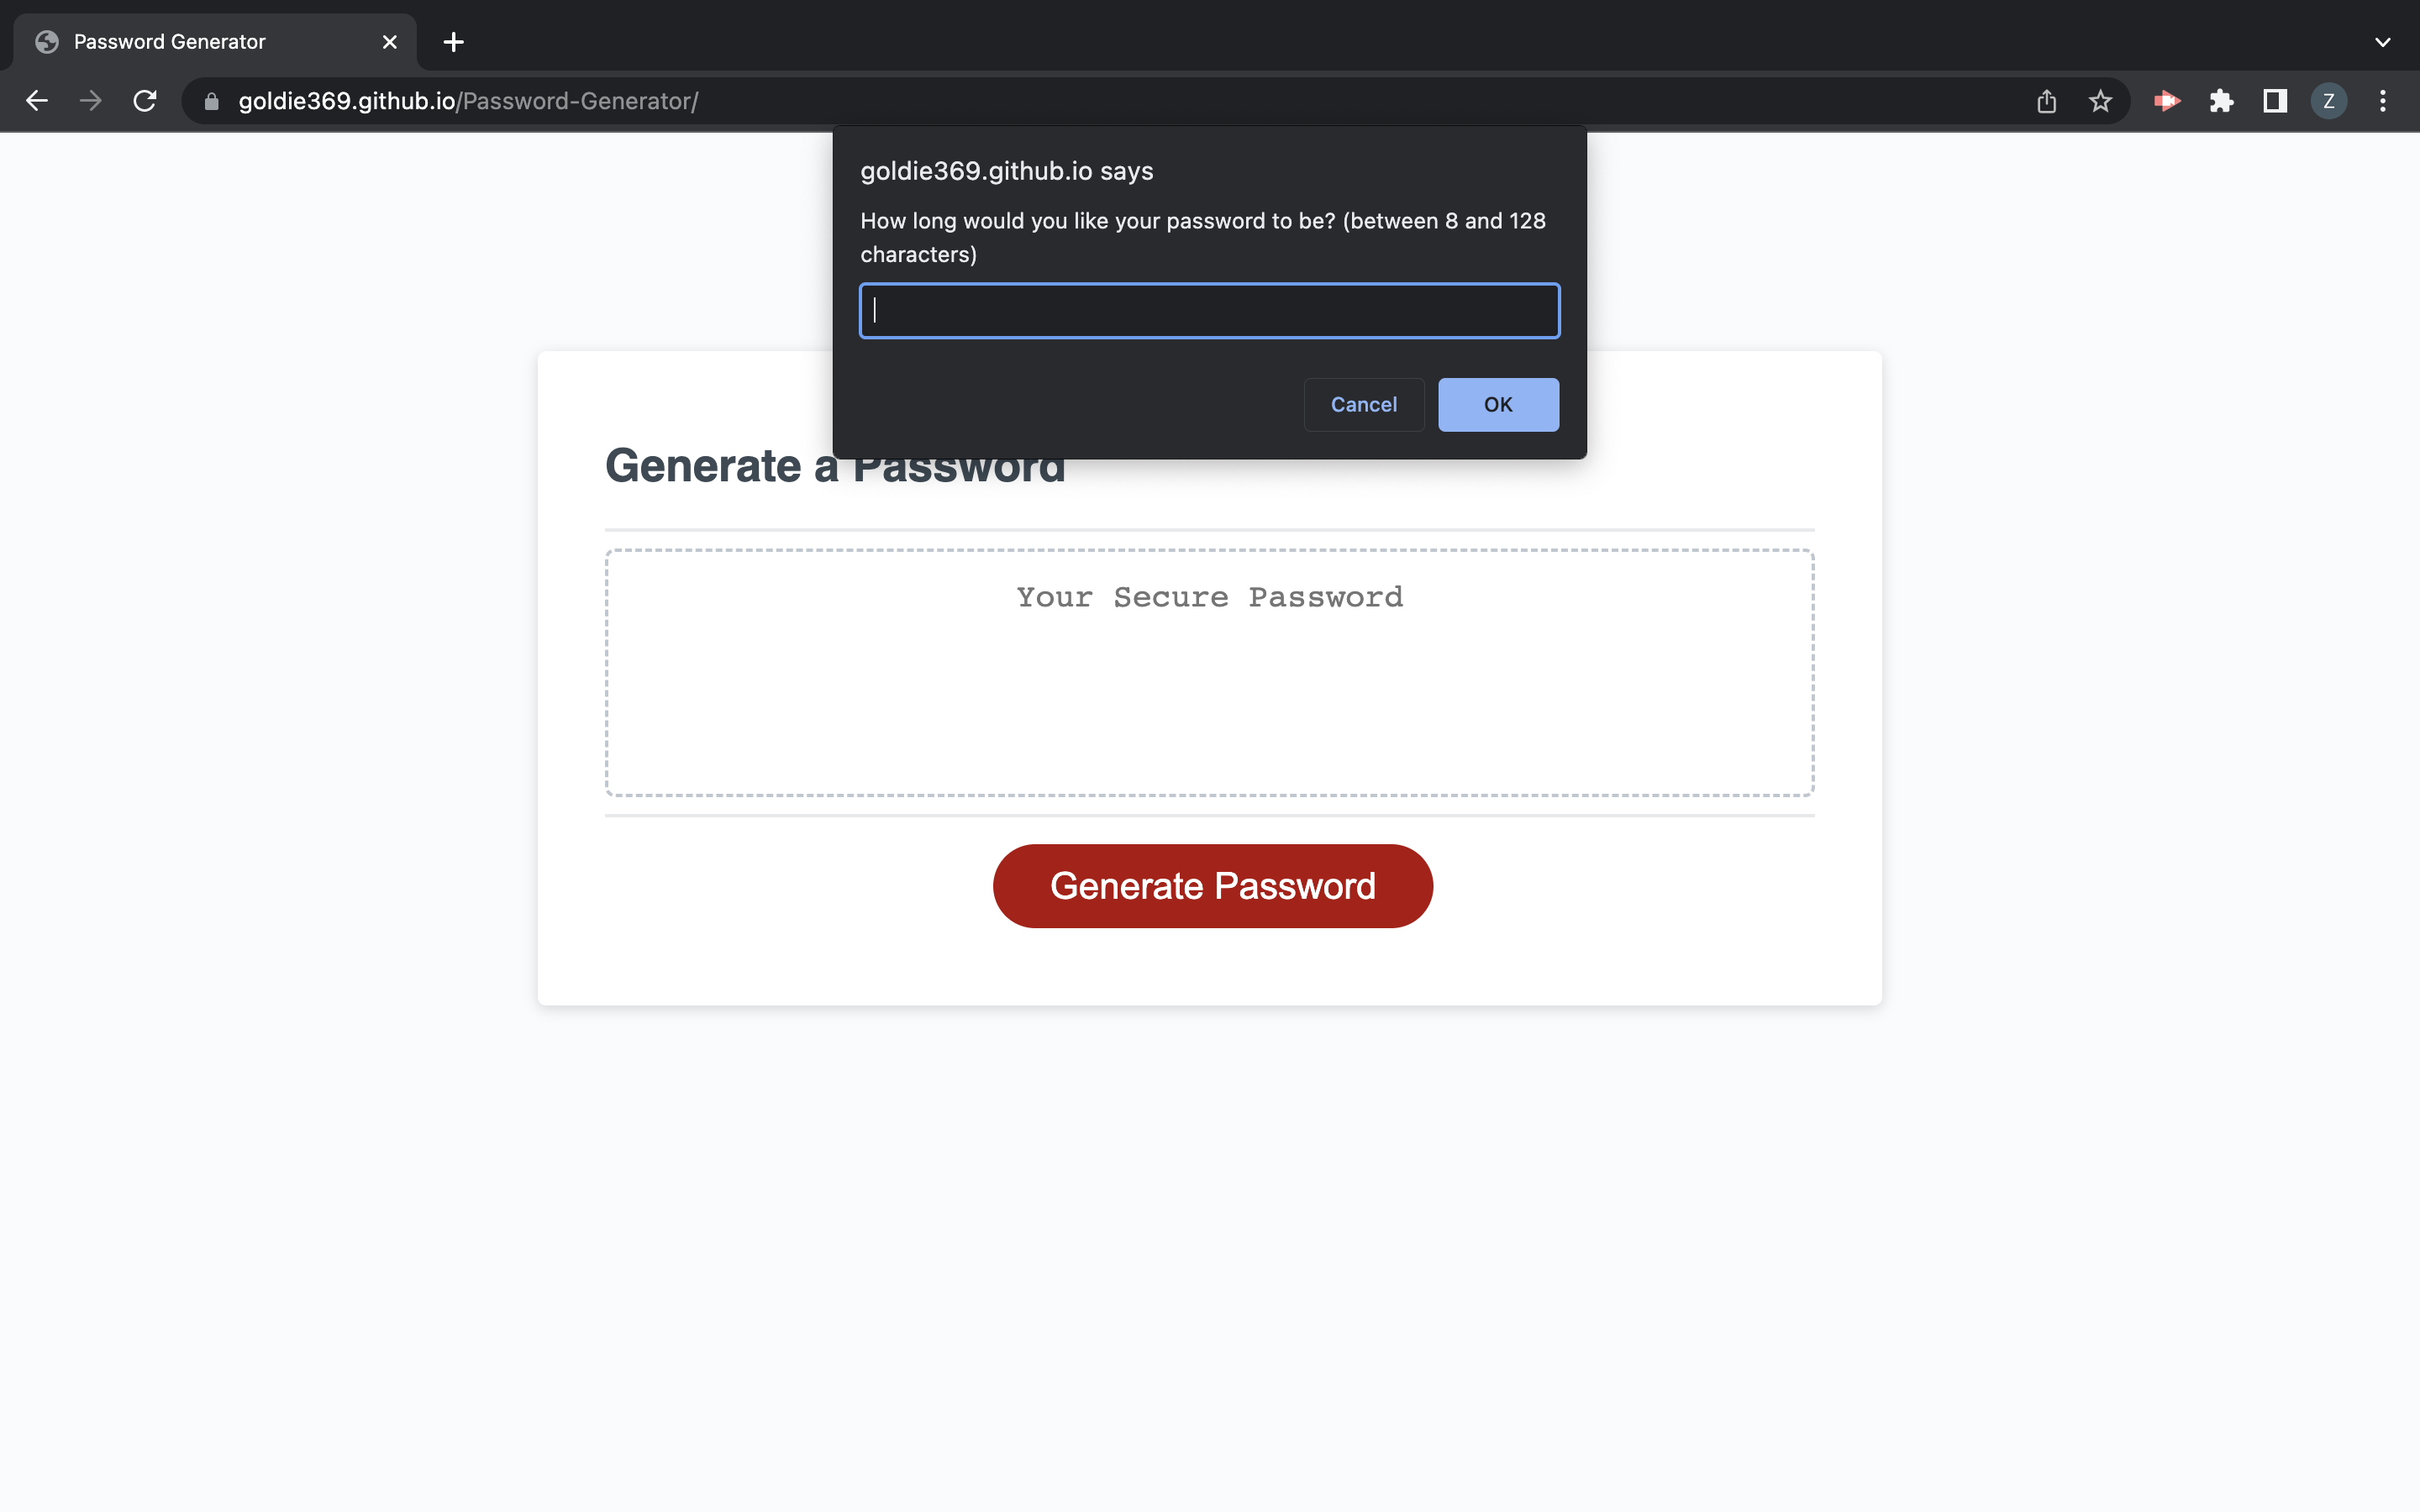 Password Generator
goldie369.github.io/Password-Generator/
Z
goldie369.github.io says
How long would you like your password to be? (between 8 and 128
characters)
Cancel
OK
Generate a Password
Your Secure Password
Generate Password